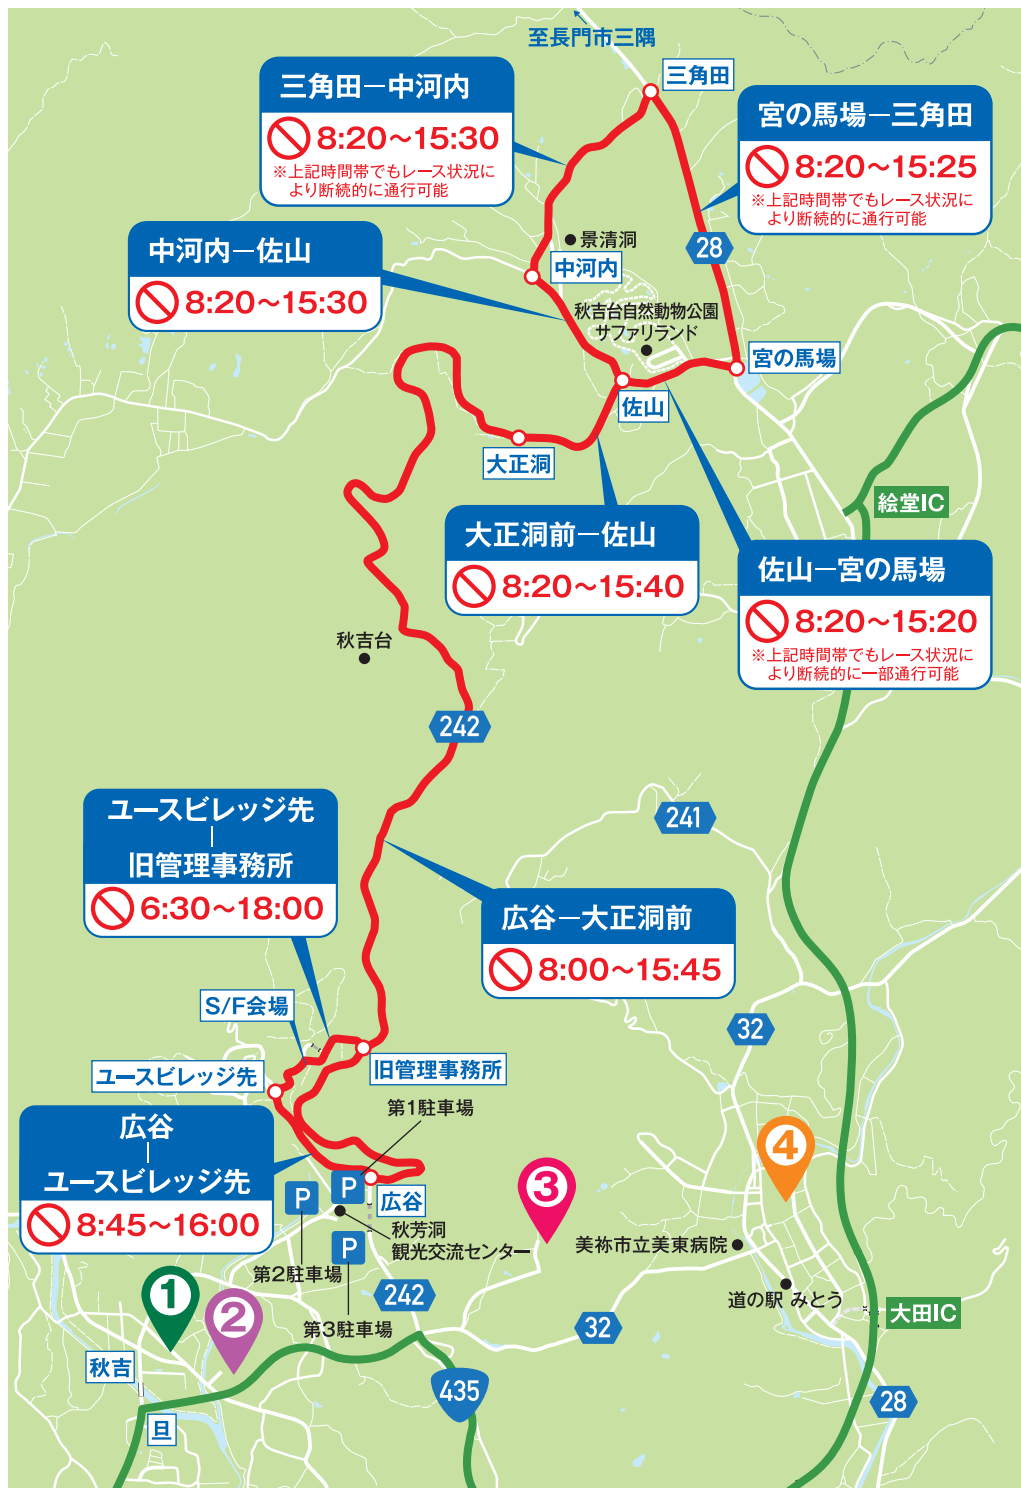 至長門市三隅
三角田
三角田ー中河内
8:20〜15:30
※上記時間帯でもレース状況に
より断続的に通行可能
宮の馬場ー三角田
8:20〜15:25
※上記時間帯でもレース状況に
より断続的に通行可能
中河内ー佐山
8:20〜15:30
景清洞
中河内
28
秋吉台自然動物公園
サファリランド
宮の馬場
佐山
大正洞
絵堂IC
大正洞前ー佐山
8:20〜15:40
佐山ー宮の馬場
8:20〜15:20
※上記時間帯でもレース状況に
より断続的に一部通行可能
秋吉台
242
ユースビレッジ先
｜
旧管理事務所
6:30〜18:00
241
広谷ー大正洞前
8:00〜15:45
S/F会場
32
ユースビレッジ先
旧管理事務所
第1駐車場
広谷
｜
ユースビレッジ先
8:45〜16:00
P
P
P
広谷
秋芳洞
観光交流センター
第2駐車場
第3駐車場
3
4
美祢市立美東病院
道の駅 みとう
大田IC
1
2
242
32
秋吉
旦
435
28